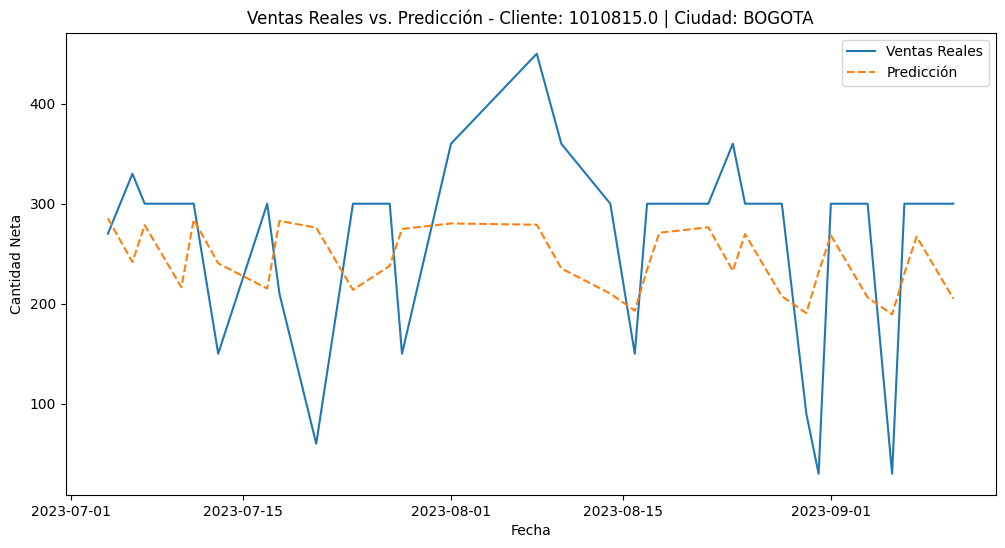 Ventas Reales vs. Predicción - Cliente: 1010815.0 | Ciudad: BOGOTA
Ventas Reales
Predicción
Cantidad Neta
400
300
200
100
2023-07-01 2023-07-15 2023-08-01 2023-08-15 2023-09-01
Fecha